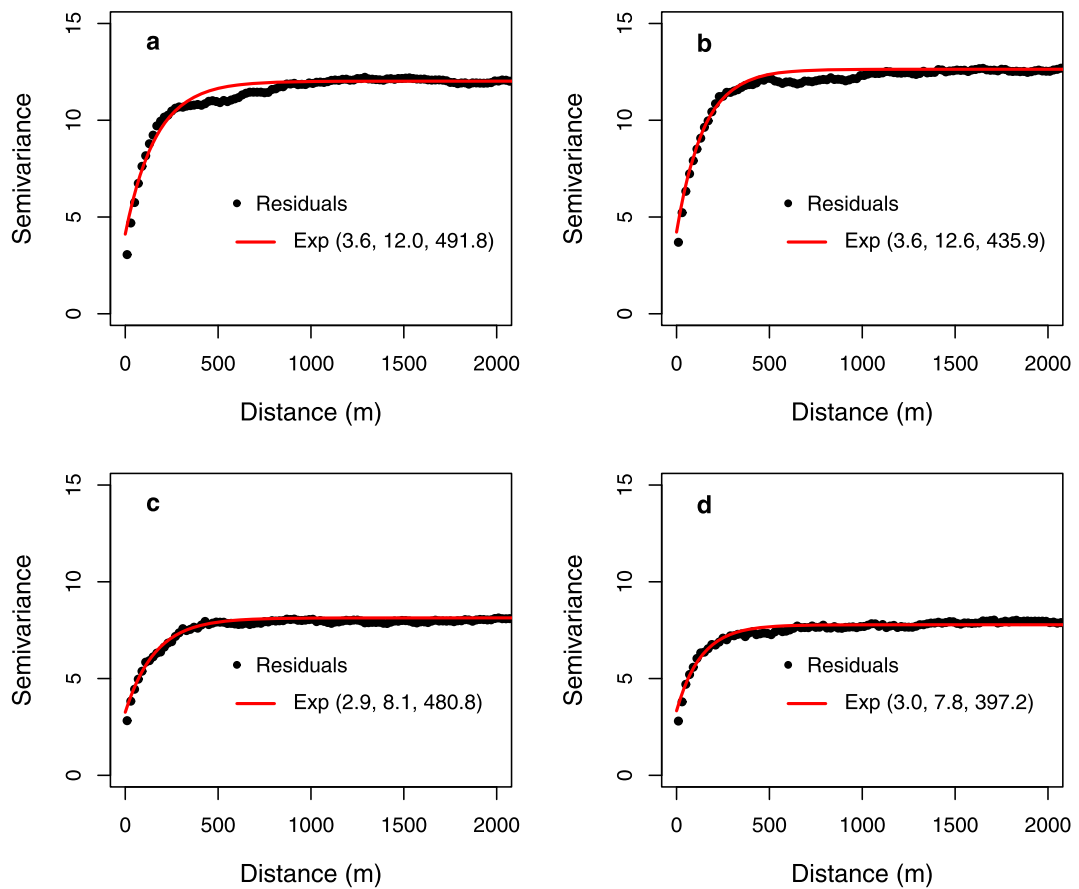 a
Semivariance
15
10
5
0
Residuals
Exp (3.6, 12.0, 491.8)
0 500 1000 1500 2000
Distance (m)
b
Semivariance
15
10
5
0
Residuals
Exp (3.6, 12.6, 435.9)
0 500 1000 1500 2000
Distance (m)
c
Semivariance
15
10
5
0
Residuals
Exp (2.9, 8.1, 480.8)
0 500 1000 1500 2000
Distance (m)
d
Semivariance
15
10
5
0
Residuals
Exp (3.0, 7.8, 397.2)
0 500 1000 1500 2000
Distance (m)